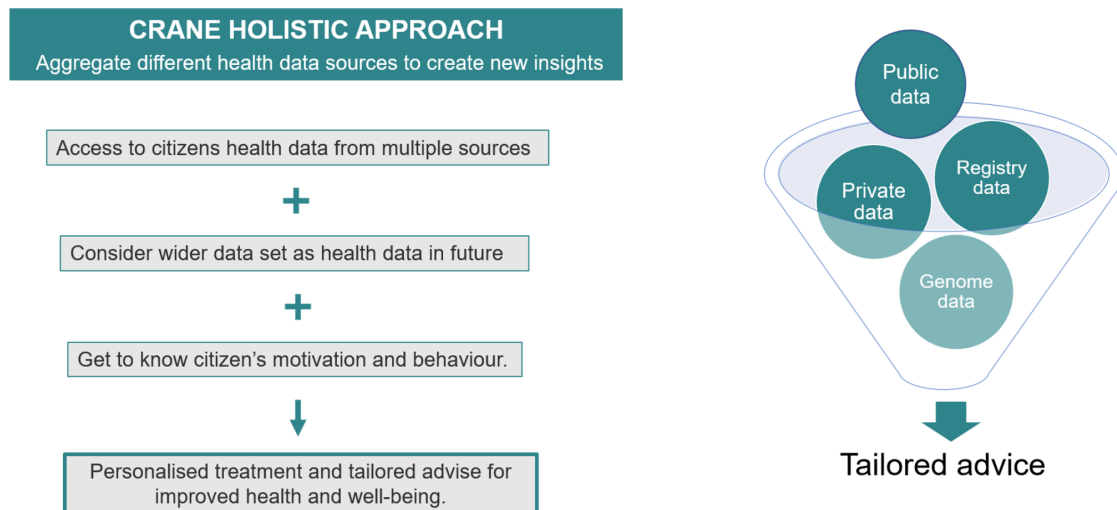 CRANE HOLISTIC APPROACH
Aggregate different health data sources to create new insights
Access to citizens health data from multiple sources
+
Consider wider data set as health data in future
+
Get to know citizen's motivation and behaviour.
Personalised treatment and tailored advise for
improved health and well-being.
Public
data
Private
data
Registry
data
Genome
data
Tailored advice